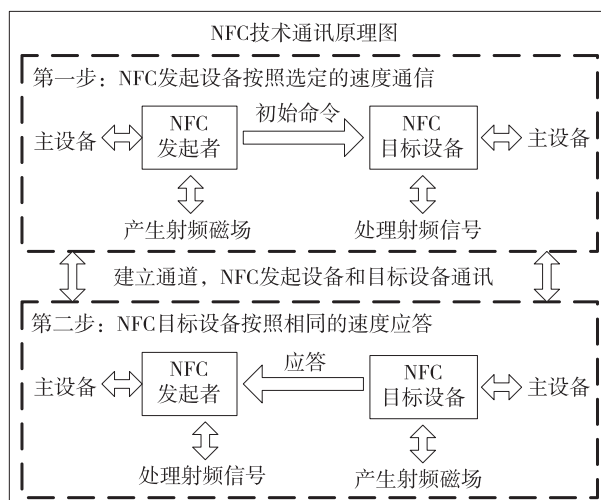 NFC技术通讯原理图
第一步：NFC发起设备按照选定的速度通信
主设备
NFC
发起者
初始命令
NFC
目标设备
主设备
产生射频磁场
处理射频信号
建立通道，NFC发起设备和目标设备通讯
第二步：NFC目标设备按照相同的速度应答
主设备
NFC
发起者
应答
NFC
目标设备
主设备
处理射频信号
产生射频磁场